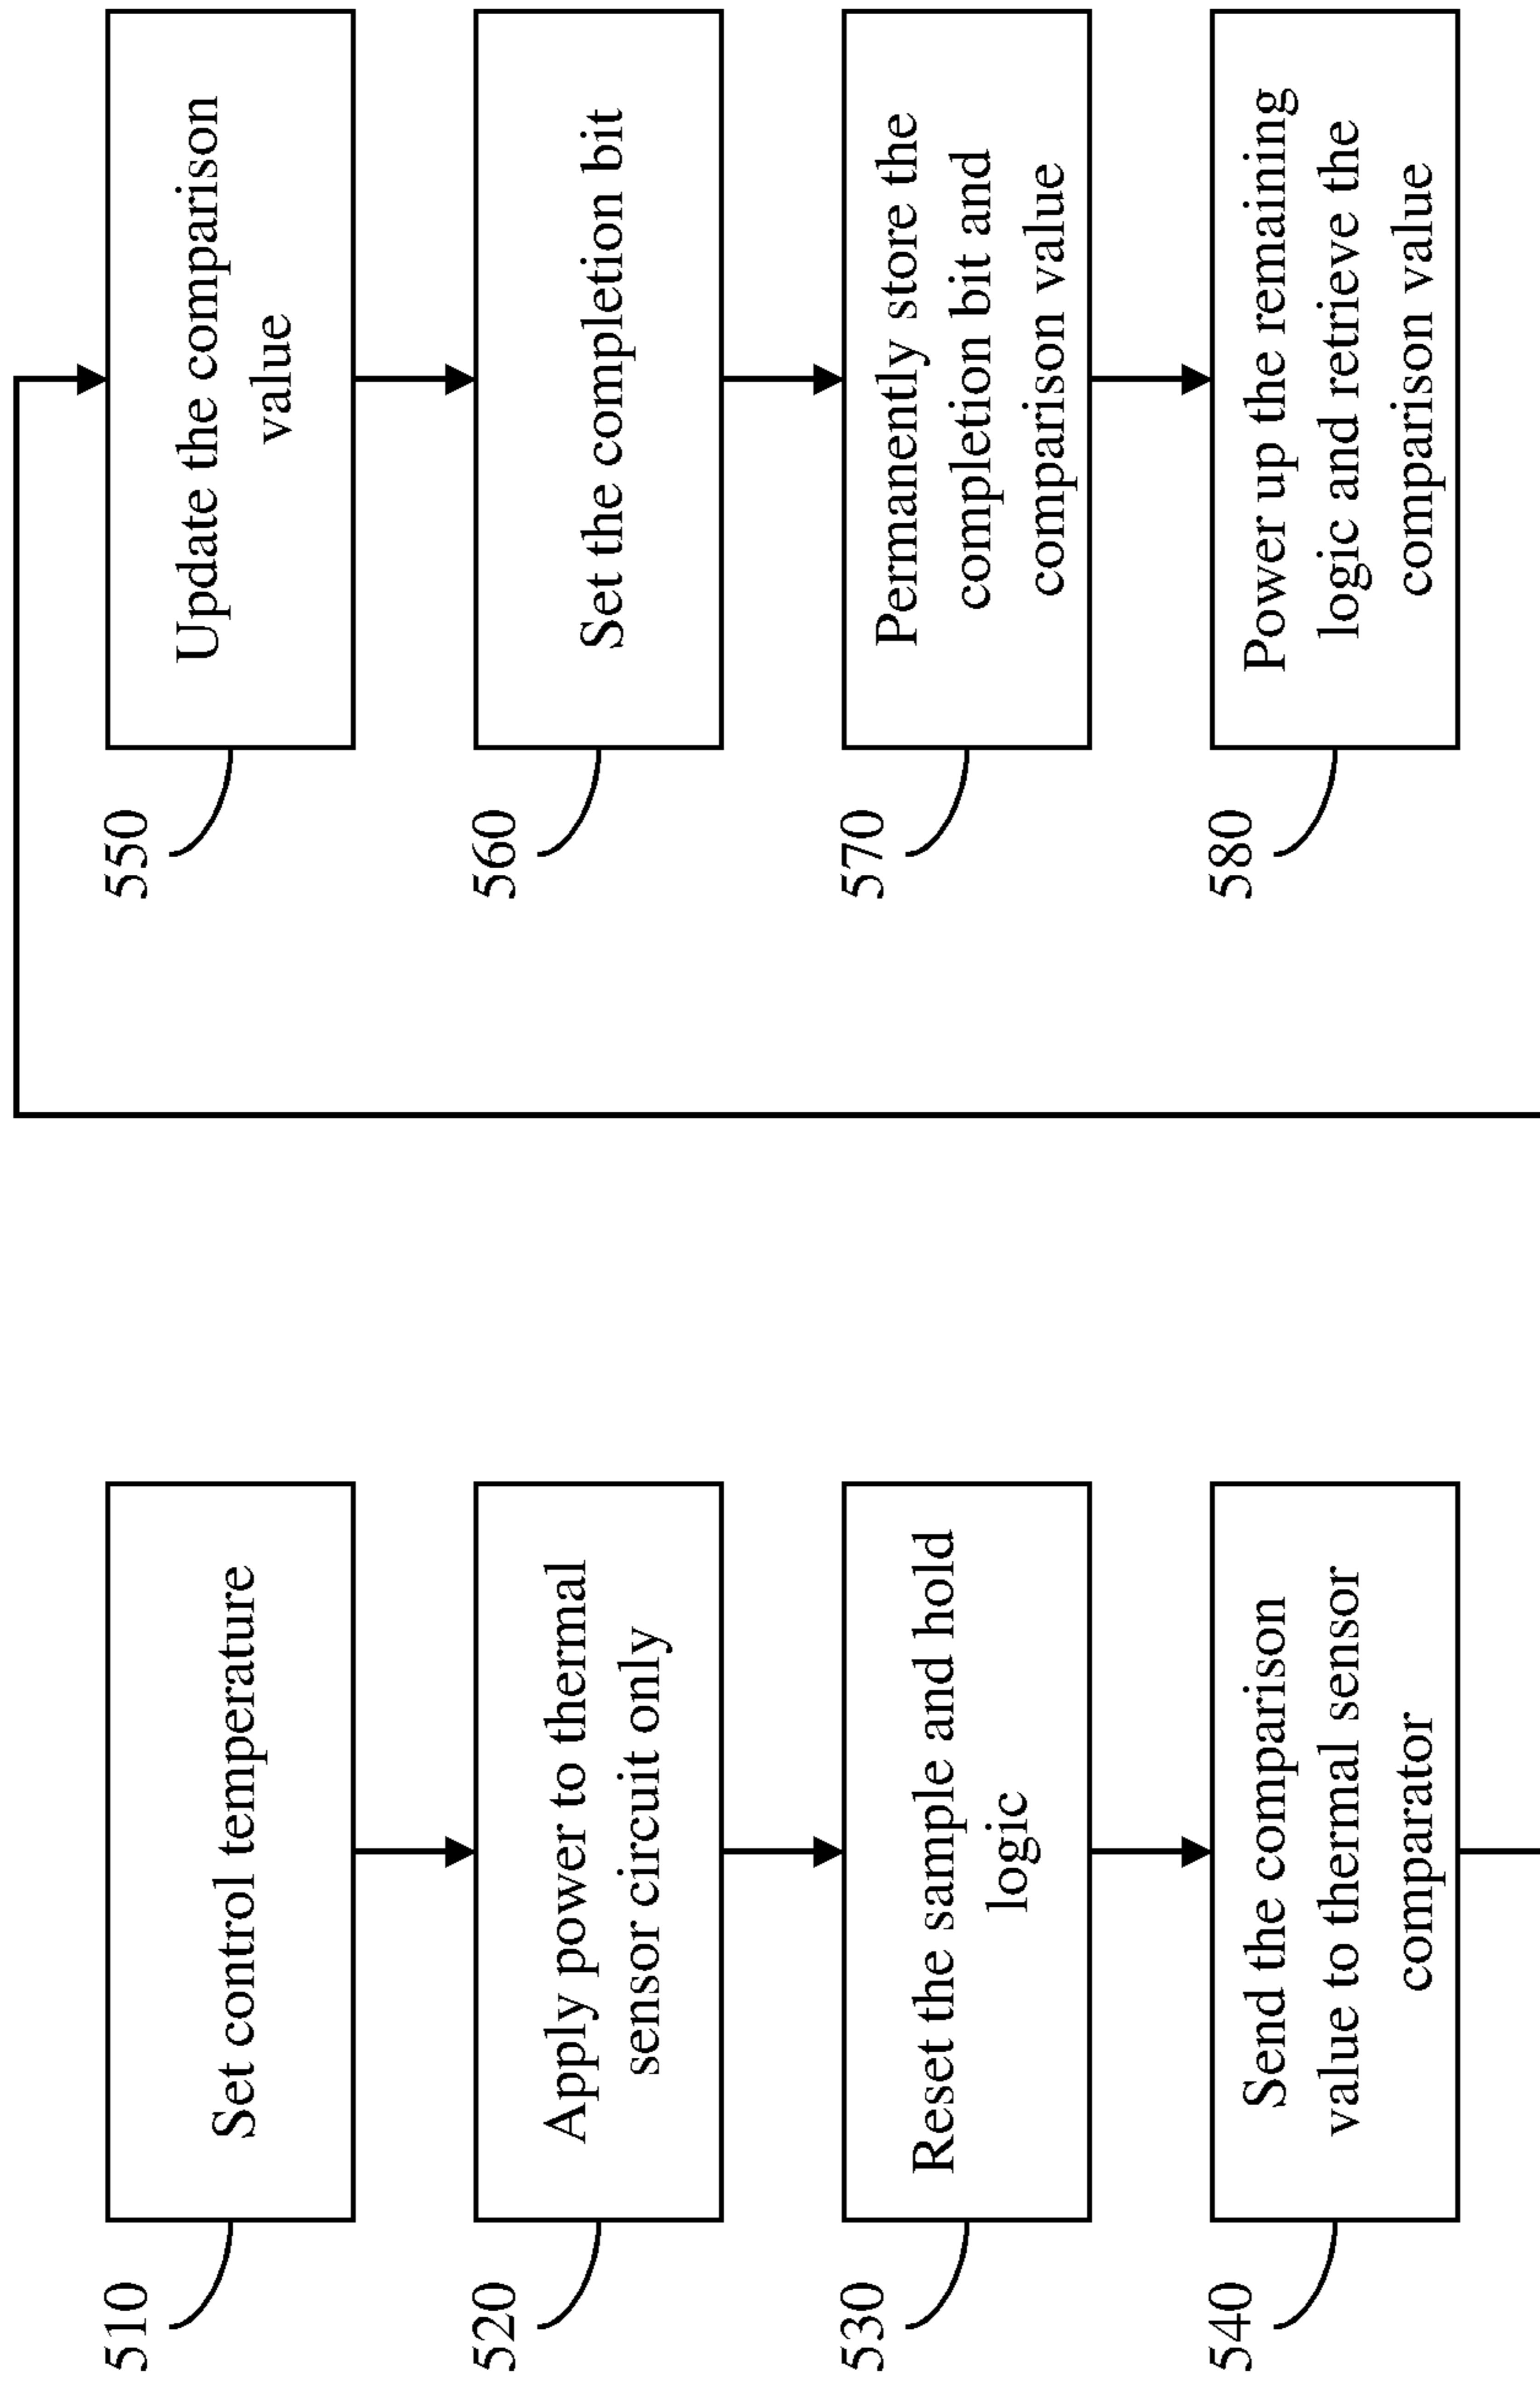 510
Set control temperature
520
Apply power to thermal
sensor circuit only
530
Reset the sample and hold
logic
540
Send the comparison
value to thermal sensor
comparator
550
Update the comparison
value
560
Set the completion bit
570
Permanently store the
completion bit and
comparison value
580
Power up the remaining
logic and retrieve the
comparison value